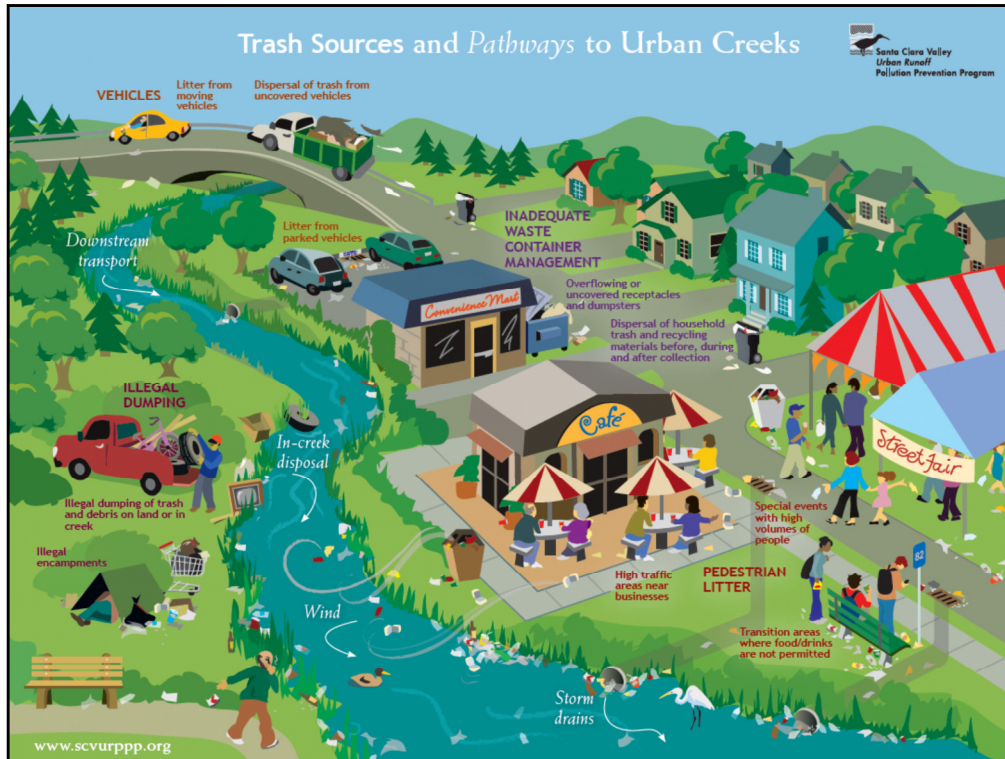 Trash Sources and Pathways to Urban Creeks
Santa Clara Valley
Urban Runoff
Pollution Prevention Program
VEHICLES
Litter from
moving
vehicles
Dispersal of trash from
uncovered vehicles
Downstream
transport
Litter from
parked vehicles
INADEQUATE
WASTE
CONTAINER
MANAGEMENT
Overflowing or
uncovered receptacles
and dumpsters
Convenience Mart
Dispersal of household
trash and recycling
materials before, during
and after collection
ILLEGAL
DUMPING
Café
In-creek
disposal
Street Fair
Illegal dumping of trash
and debris on land or in
creek
Special events
with high
volumes of
people
Illegal
encampments
82
High traffic
areas near
businesses
PEDESTRIAN
LITTER
Wind
Transition areas
where food/drinks
are not permitted
Storm
drains
www.scvurppp.org